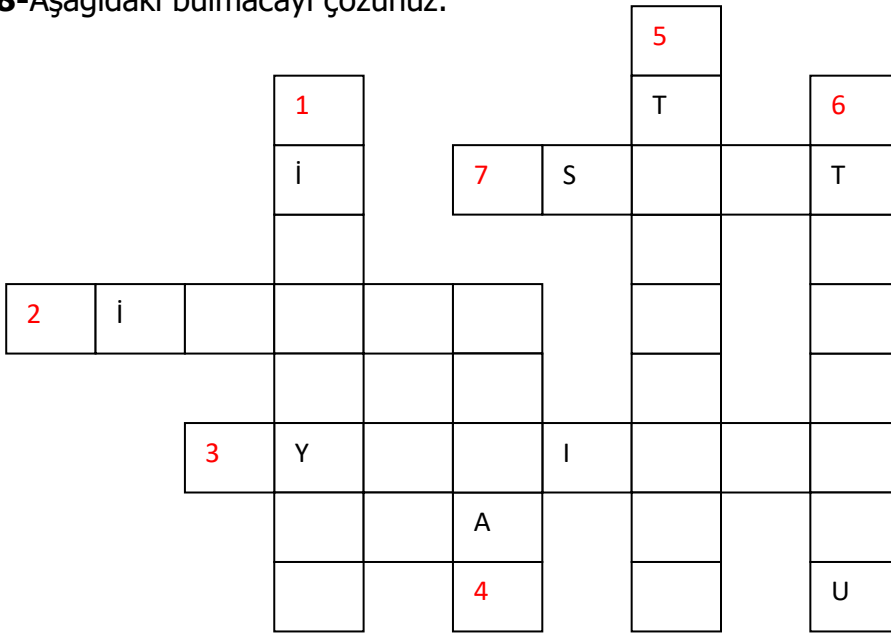 8-Aşağıdaki bulmacayı çözünüz.
5
1 T 6
İ 7 S T
2 İ
3 Y I
A
4 U